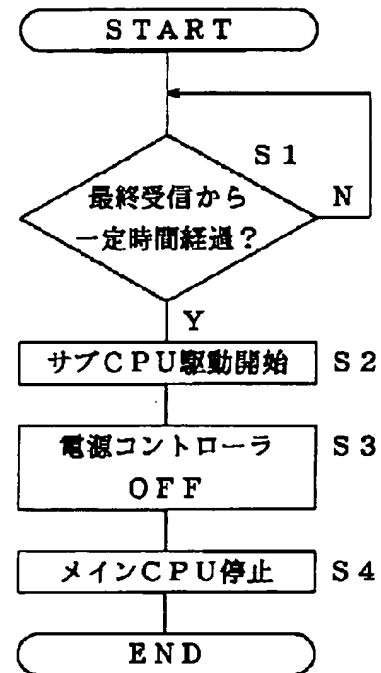 START
S1
最終受信から
一定時間経過?
N
Y
サブCPU駆動開始 S2
電源コントローラ S3
OFF
メインCPU停止 S4
END